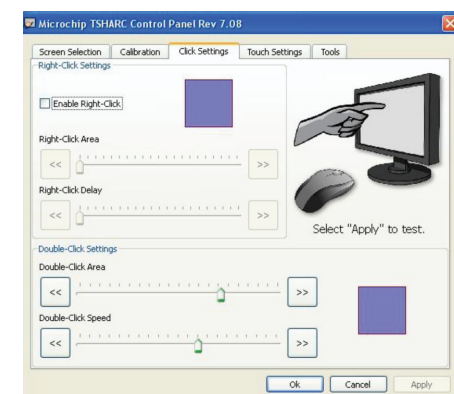 Microchip TSHARC Control Panel Rev 7.08
Screen Selection Calibration Click Settings Touch Settings Tools
Right-Click Settings
Enable Right-Click
Right-Click Area
<< >>
Right-Click Delay
<< >>
Select "Apply" to test.
Double-Click Settings
Double-Click Area
<< >>
Double-Click Speed
<< >>
Ok Cancel Apply